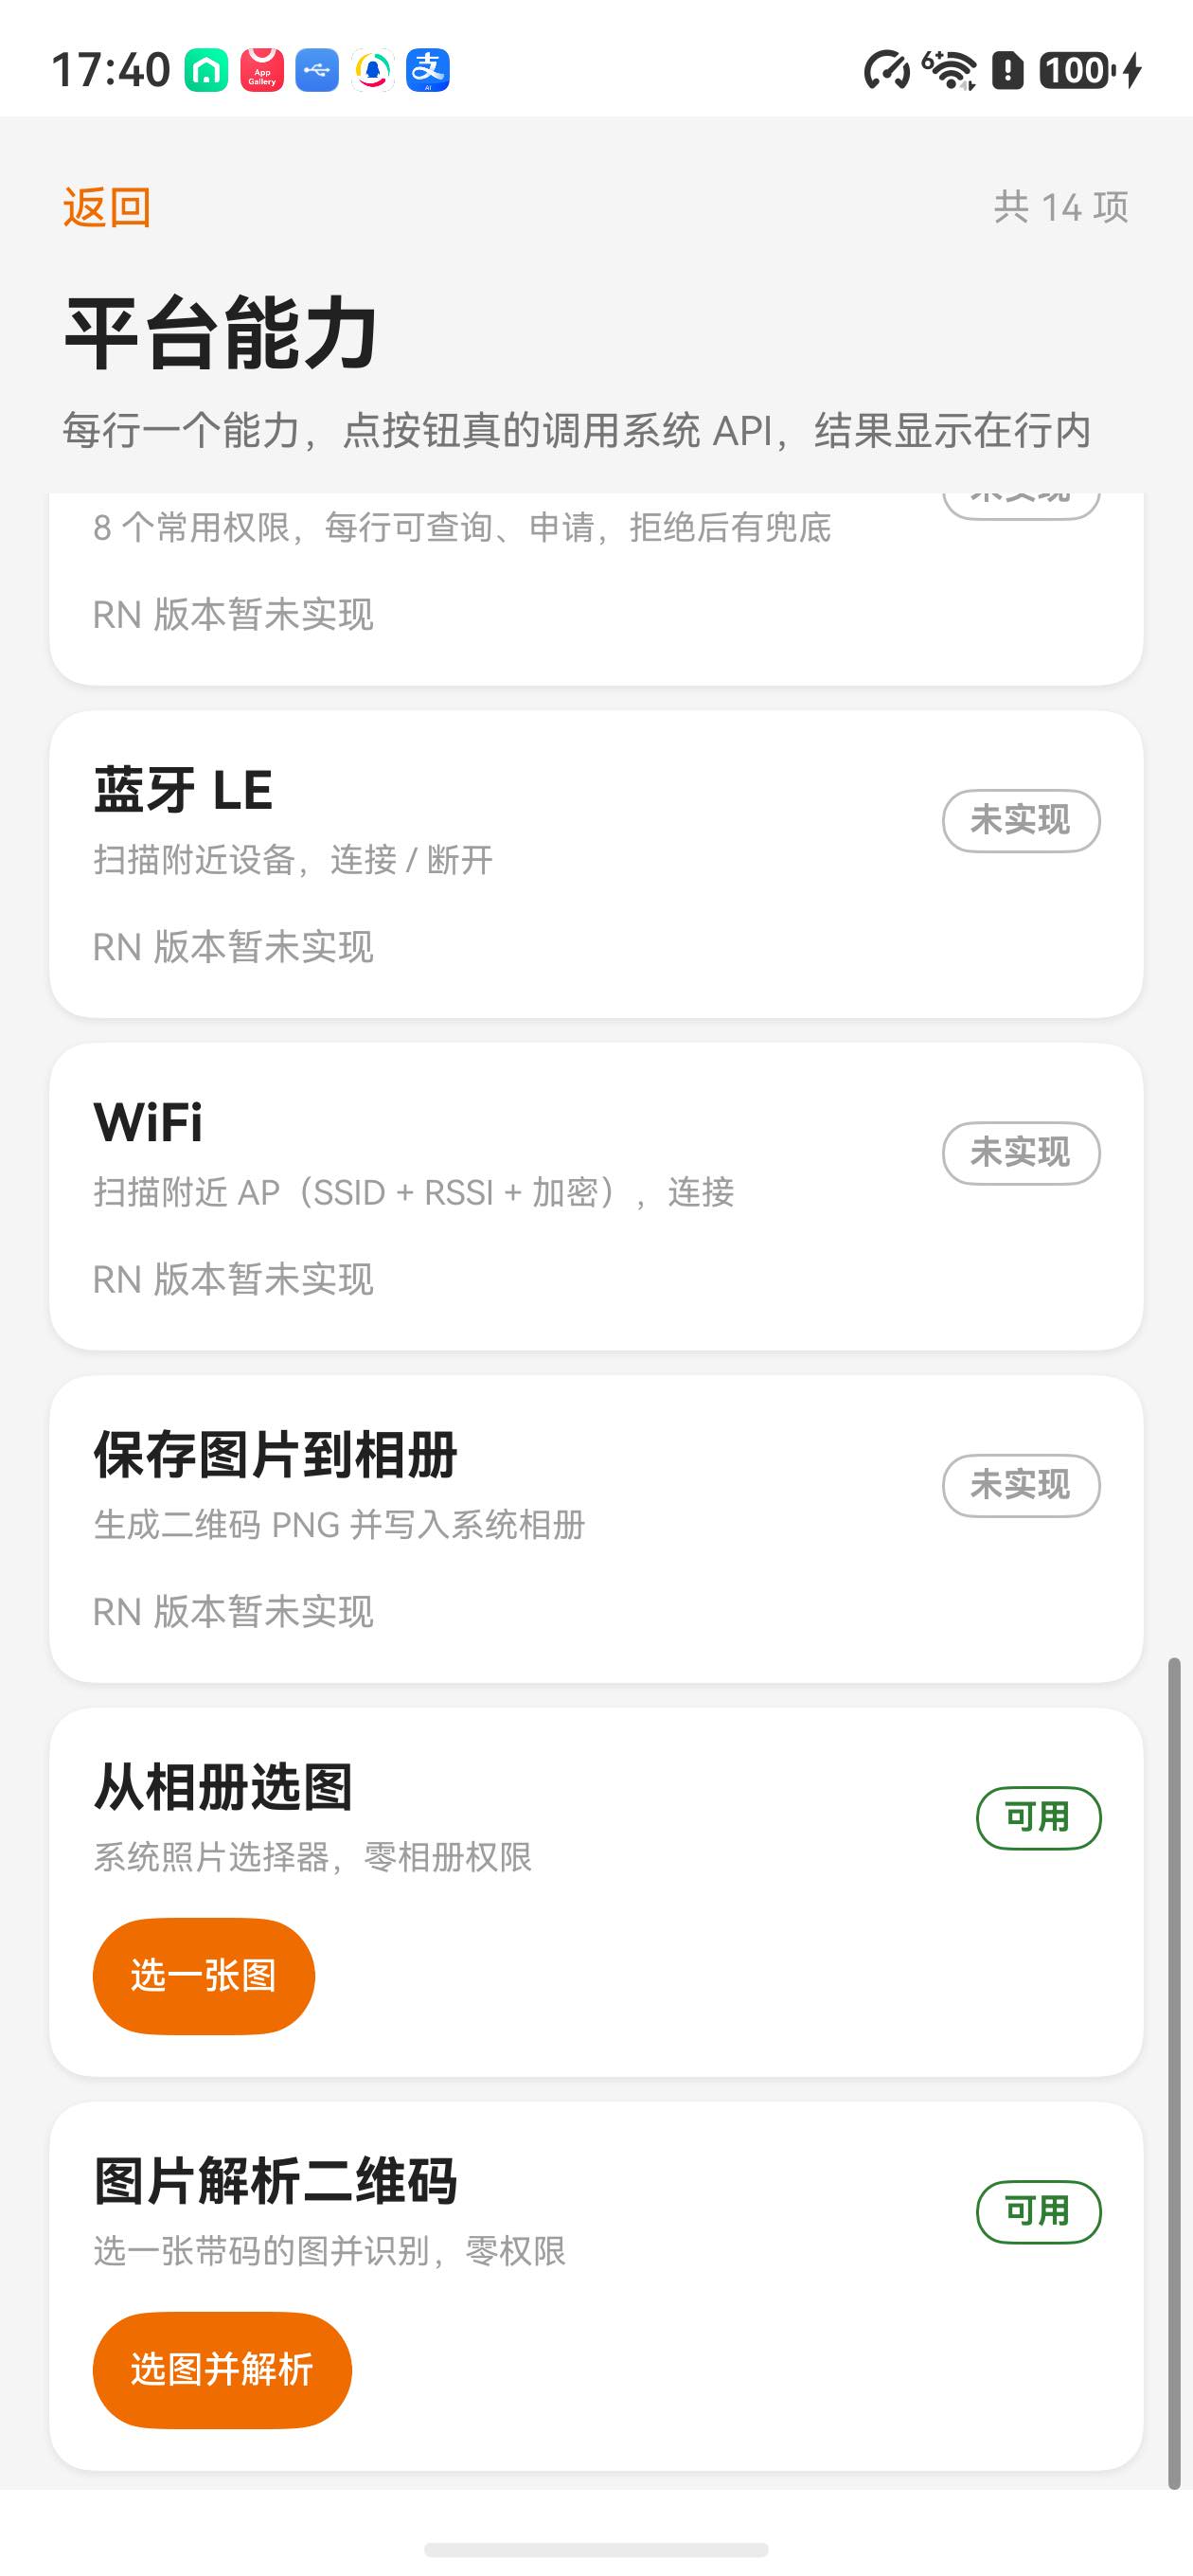 17:40
App
Gallery
支
AI
6+
100
返回
共 14 项
平台能力
每行一个能力，点按钮真的调用系统 API，结果显示在行内
未实现
8 个常用权限，每行可查询、申请，拒绝后有兜底
RN 版本暂未实现
蓝牙 LE
未实现
扫描附近设备，连接 / 断开
RN 版本暂未实现
WiFi
未实现
扫描附近 AP（SSID + RSSI + 加密），连接
RN 版本暂未实现
保存图片到相册
未实现
生成二维码 PNG 并写入系统相册
RN 版本暂未实现
从相册选图
可用
系统照片选择器，零相册权限
选一张图
图片解析二维码
可用
选一张带码的图并识别，零权限
选图并解析